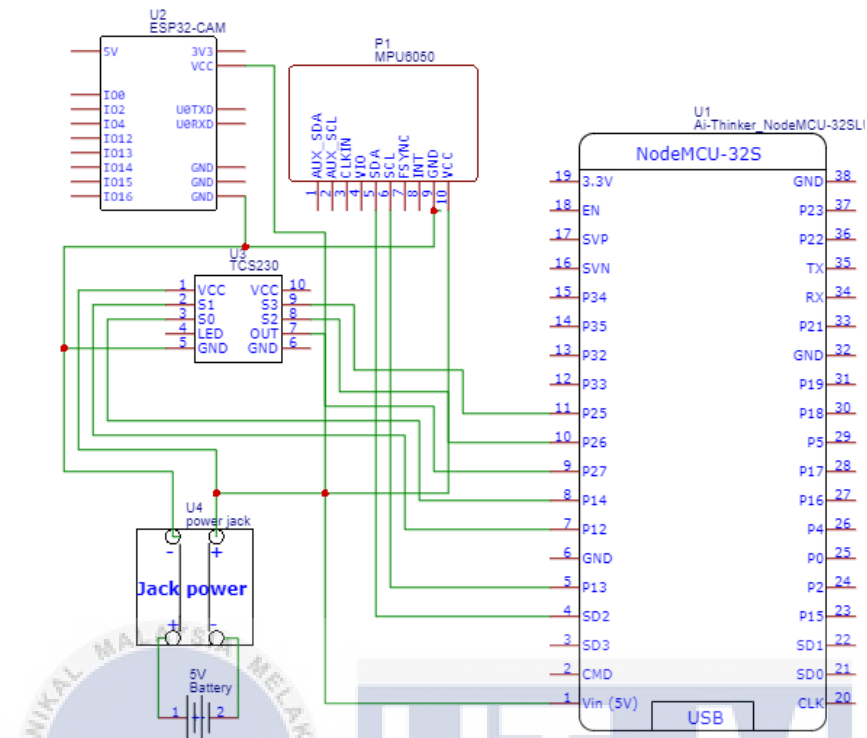 U2
ESP32-CAM
5V
3V3
VCC
IO0
IO2
U0TXD
IO4
U0RXD
IO12
IO13
IO14
GND
IO15
GND
IO16
GND
P1
MPU6050
AUX_SDA
AUX_SCL
CLKIN
VIO
SDA
SCL
FSYNC
INT
GND
VCC
1
2
3
4
5
6
7
8
9
10
U3
TCS230
1 VCC VCC 10
2 S1 S3 9
3 S0 S2 8
4 LED OUT 7
5 GND GND 6
U4
power jack
- +
Jack power
+ -
5V
Battery
1 + 2
U1
Ai-Thinker_NodeMCU-32SLU
NodeMCU-32S
19 3.3V GND 38
18 EN P23 37
17 SVP P22 36
16 SVN TX 35
15 P34 RX 34
14 P35 P21 33
13 P32 GND 32
12 P33 P19 31
11 P25 P18 30
10 P26 P5 29
9 P27 P17 28
8 P14 P16 27
7 P12 P4 26
6 GND P0 25
5 P13 P2 24
4 SD2 P15 23
3 SD3 SD1 22
2 CMD SD0 21
1 Vin (5V) CLK 20
USB
NIKAL MALAYSIA MELAK